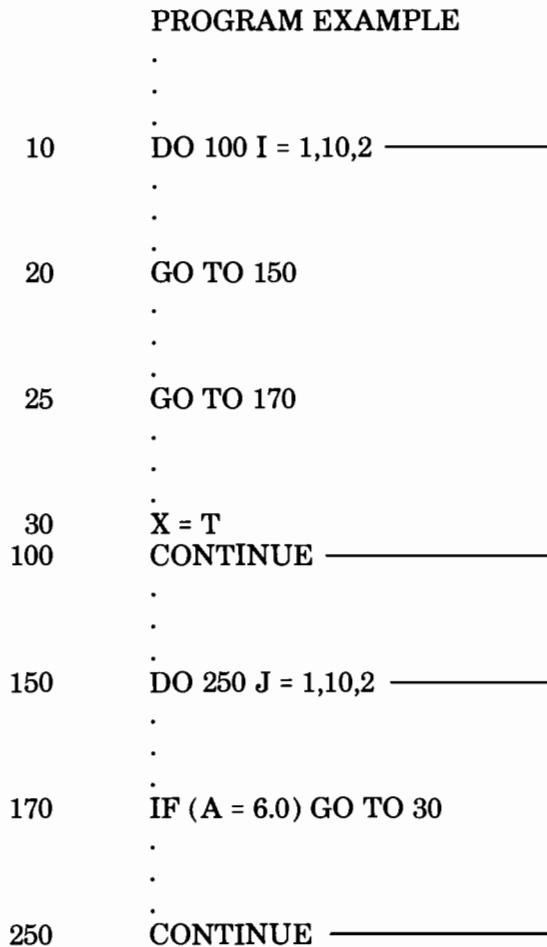 PROGRAM EXAMPLE
.
.
.
10 DO 100 I = 1,10,2
.
.
.
20 GO TO 150
.
.
.
25 GO TO 170
.
.
.
30 X = T
100 CONTINUE
.
.
.
150 DO 250 J = 1,10,2
.
.
.
170 IF (A = 6.0) GO TO 30
.
.
.
250 CONTINUE